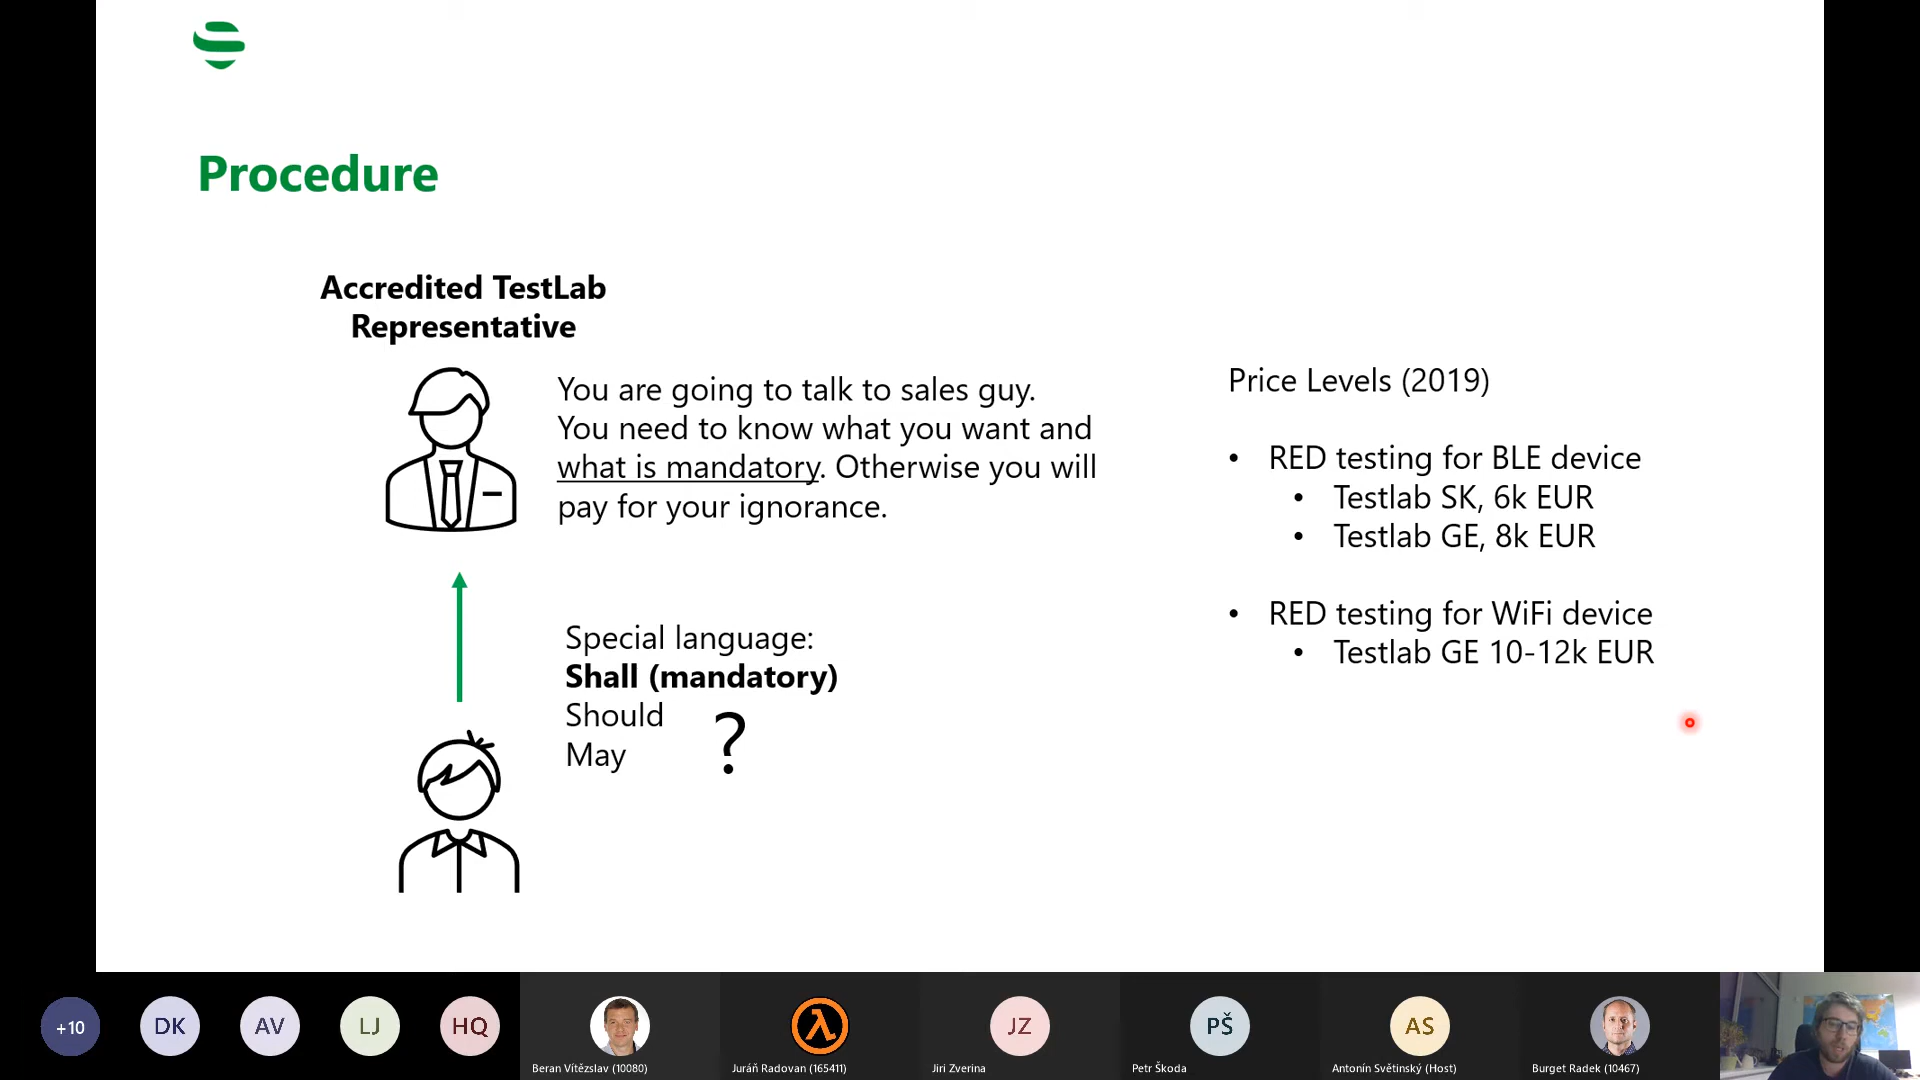 Procedure
Accredited TestLab
Representative
You are going to talk to sales guy.
You need to know what you want and
what is mandatory. Otherwise you will
pay for your ignorance.
Special language:
Shall (mandatory)
Should
May
?
Price Levels (2019)
• RED testing for BLE device
• Testlab SK, 6k EUR
• Testlab GE, 8k EUR
• RED testing for WiFi device
• Testlab GE 10-12k EUR
+10
DK
AV
LJ
HQ
JZ
PŠ
AS
Beran Vítězslav (10080)
Juráň Radovan (165411)
Jiri Zverina
Petr Škoda
Antonín Světinský (Host)
Burget Radek (10467)